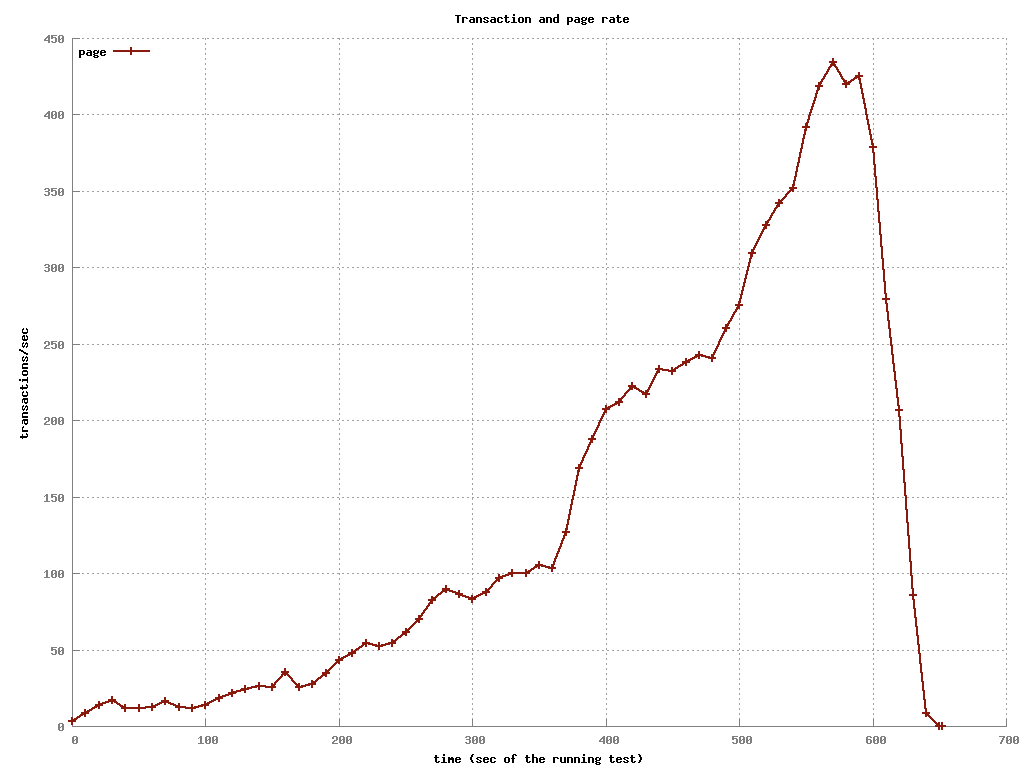 Transaction and page rate
450
page
400
350
300
250
200
150
100
50
0
transactions/sec
0 100 200 300 400 500 600 700
time (sec of the running test)